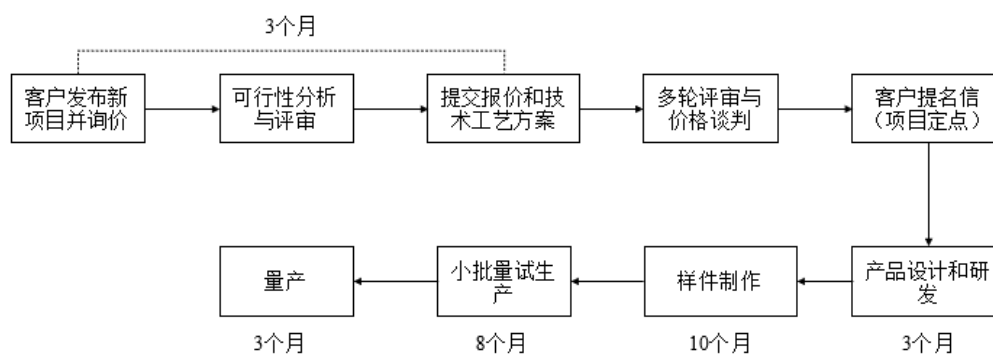 3个月
客户发布新
项目并询价
可行性分析
与评审
提交报价和技
术工艺方案
多轮评审与
价格谈判
客户提名信
（项目定点）
量产
小批量试生
产
样件制作
产品设计和研
发
3个月
8个月
10个月
3个月